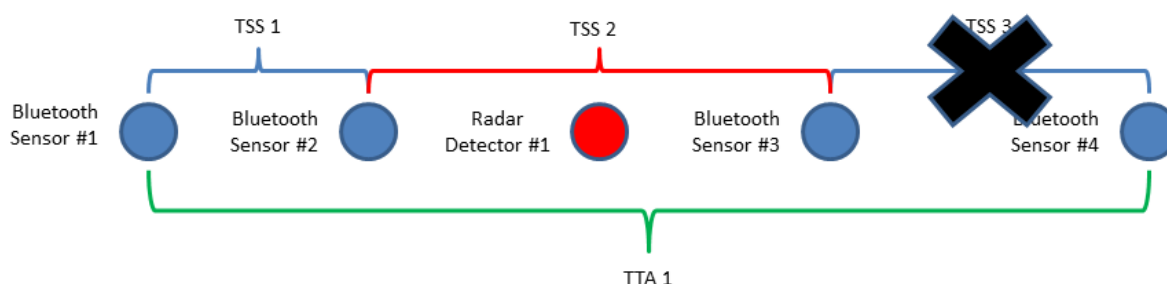 TSS 1
TSS 2
TSS 3
Bluetooth
Sensor #1
Bluetooth
Sensor #2
Radar
Detector #1
Bluetooth
Sensor #3
Bluetooth
Sensor #4
TTA 1